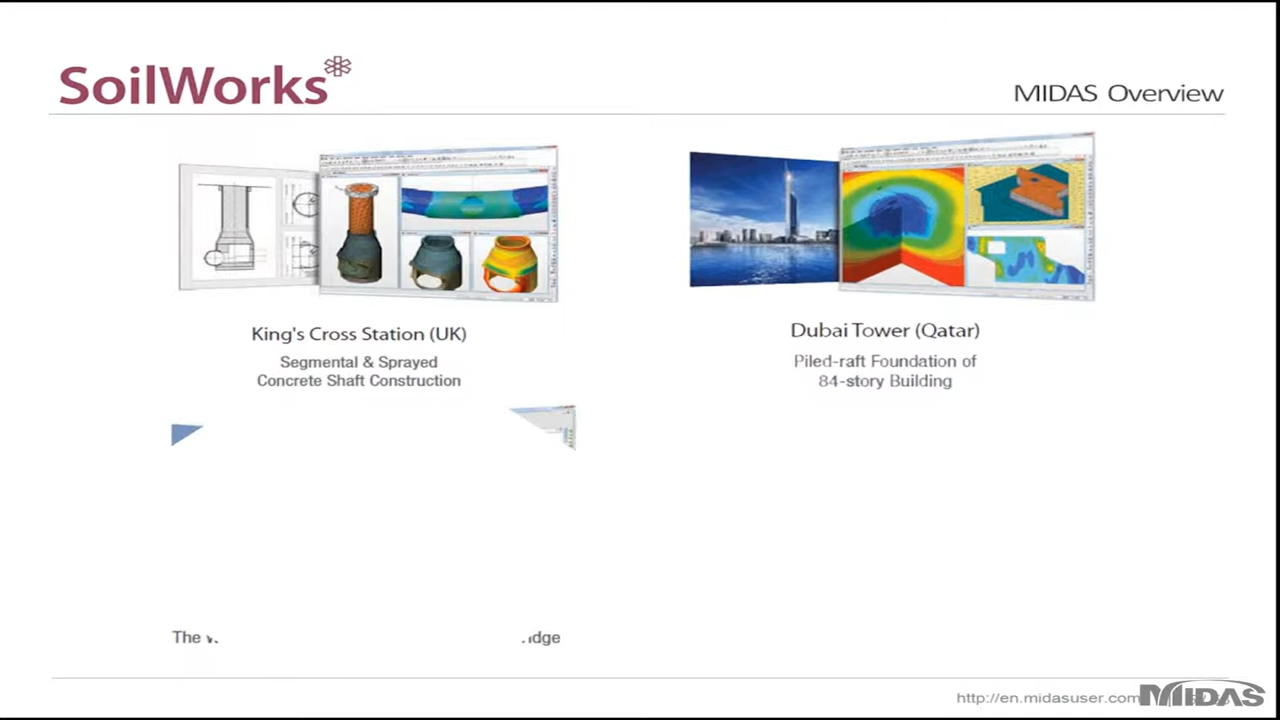 SoilWorks
MIDAS Overview
King's Cross Station (UK)
Segmental & Sprayed
Concrete Shaft Construction
Dubai Tower (Qatar)
Piled-raft Foundation of
84-story Building
The
http://en.midasuser.com
MIDAS